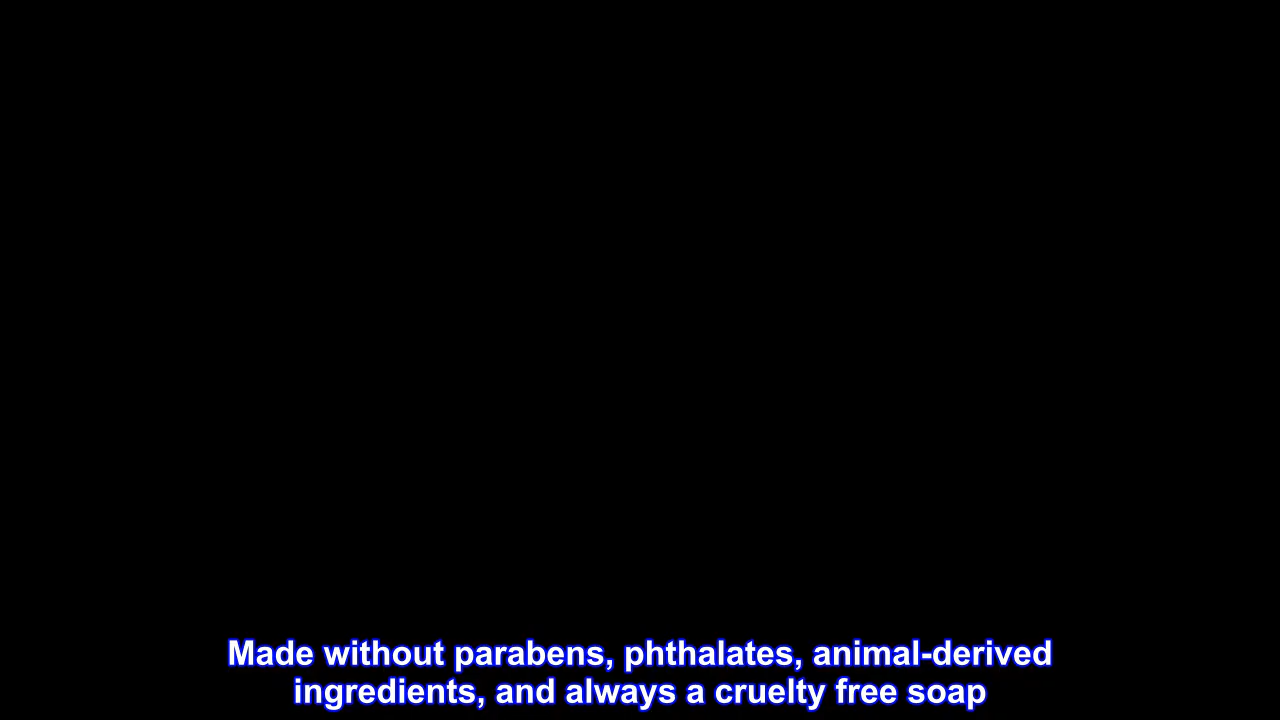 Made without parabens, phthalates, animal-derived
ingredients, and always a cruelty free soap